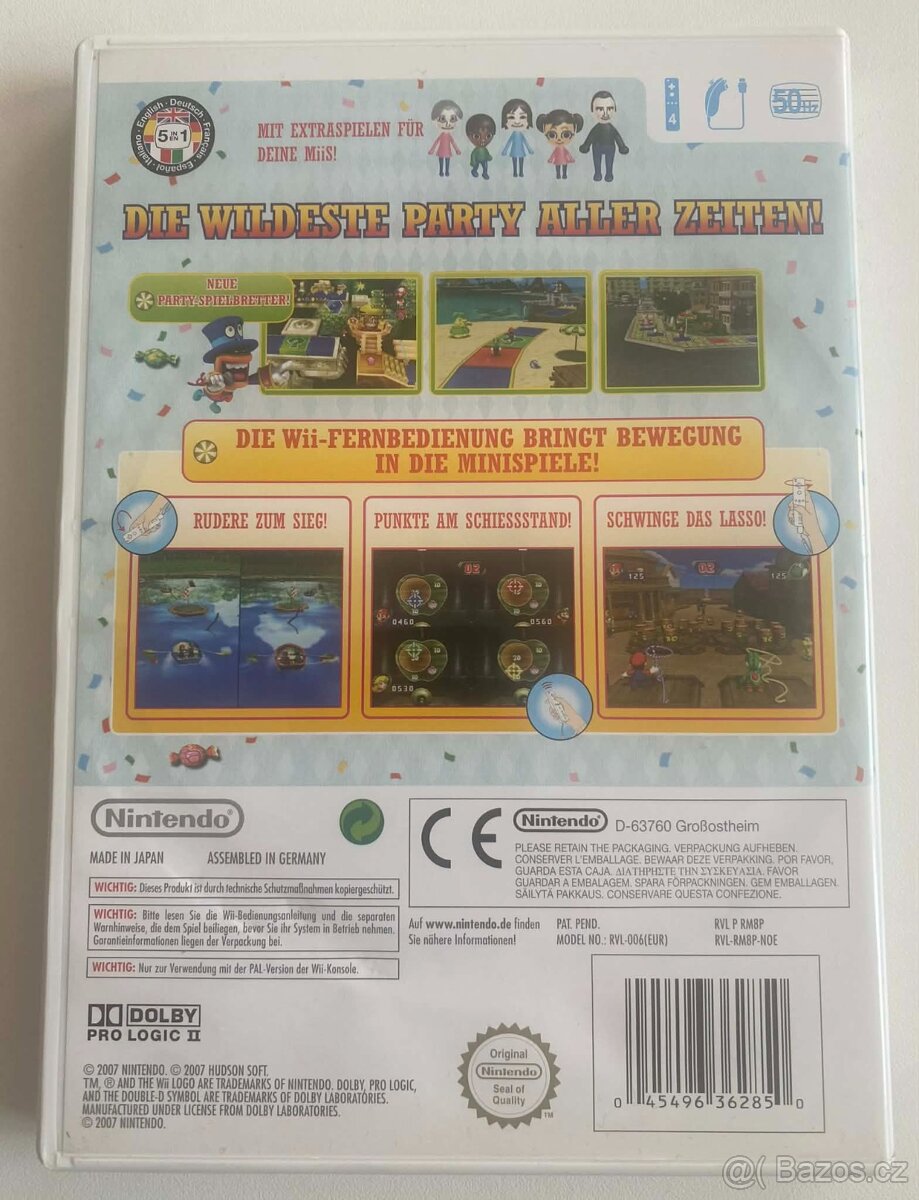 English · Deutsch · Français · Español · Italiano
5 IN EN 1
MIT EXTRASPIELEN FÜR
DEINE MiiS!
4
50Hz
DIE WILDESTE PARTY ALLER ZEITEN!
NEUE
PARTY-SPIELBRETTER!
DIE Wii-FERNBEDIENUNG BRINGT BEWEGUNG
IN DIE MINISPIELE!
RUDERE ZUM SIEG!
PUNKTE AM SCHIESSSTAND!
SCHWINGE DAS LASSO!
02
0460
0560
0530
125
02
125
Nintendo®
MADE IN JAPAN
ASSEMBLED IN GERMANY
WICHTIG: Dieses Produkt ist durch technische Schutzmaßnahmen kopiergeschützt.
WICHTIG: Bitte lesen Sie die Wii-Bedienungsanleitung und die separaten
Warnhinweise, die dem Spiel beiliegen, bevor Sie ihr System in Betrieb nehmen.
Garantieinformationen liegen der Verpackung bei.
WICHTIG: Nur zur Verwendung mit der PAL-Version der Wii-Konsole.
CE
Nintendo®
D-63760 Großostheim
PLEASE RETAIN THE PACKAGING. VERPACKUNG AUFHEBEN.
CONSERVER L'EMBALLAGE. BEWAAR DEZE VERPAKKING. POR FAVOR,
GUARDA ESTA CAJA. ΔΙΑΤΗΡΗΣΤΕ ΤΗΝ ΣΥΣΚΕΥΑΣΙΑ. FAVOR
GUARDAR A EMBALAGEM. SPARA FÖRPACKNINGEN. GEM EMBALLAGEN.
SÄILYTÄ PAKKAUS. CONSERVARE QUESTA CONFEZIONE.
Auf www.nintendo.de finden
Sie nähere Informationen!
PAT. PEND.
MODEL NO.: RVL-006(EUR)
RVL P RM8P
RVL-RM8P-NOE
DOLBY
PRO LOGIC II
© 2007 NINTENDO. © 2007 HUDSON SOFT.
TM, ® AND THE Wii LOGO ARE TRADEMARKS OF NINTENDO. DOLBY, PRO LOGIC,
AND THE DOUBLE-D SYMBOL ARE TRADEMARKS OF DOLBY LABORATORIES.
MANUFACTURED UNDER LICENSE FROM DOLBY LABORATORIES.
© 2007 NINTENDO.
Original
Nintendo
Seal of
Quality
TM
0 45496 36285 0
@( Bazos.cz